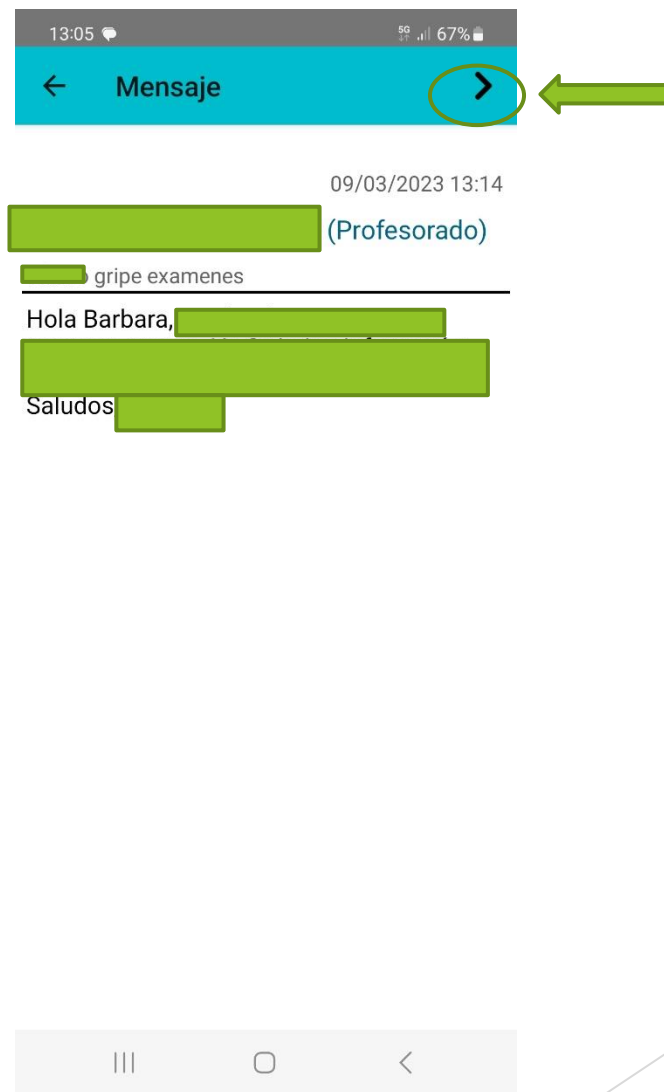 13:05 5G 67%
Mensaje
09/03/2023 13:14
(Profesorado)
gripe examenes
Hola Barbara,
Saludos